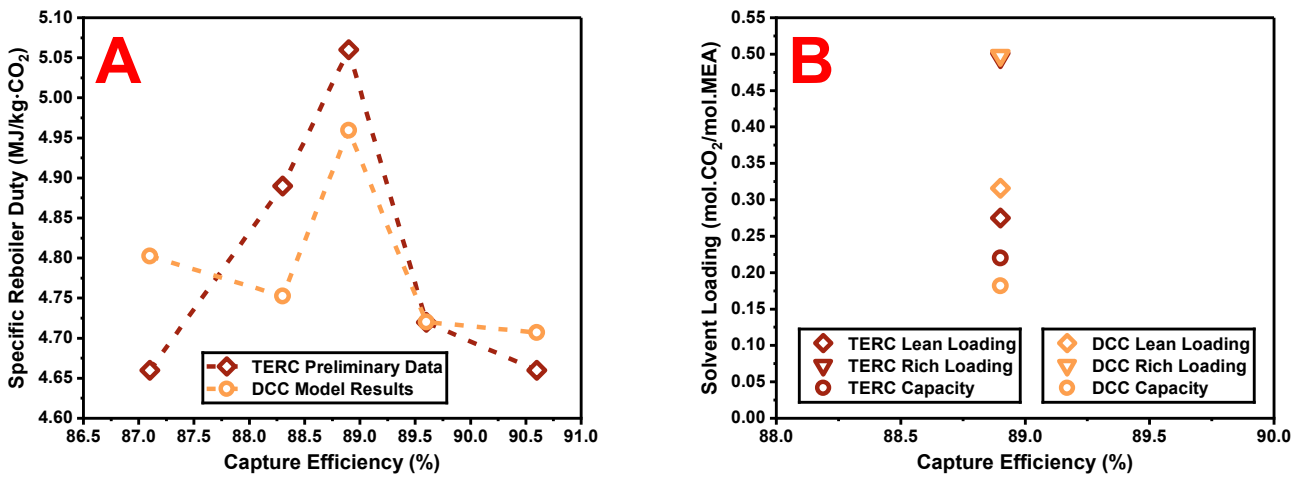 A
Specific Reboiler Duty (MJ/kg·CO₂)
5.10
5.05
5.00
4.95
4.90
4.85
4.80
4.75
4.70
4.65
4.60
TERC Preliminary Data
DCC Model Results
86.5 87.0 87.5 88.0 88.5 89.0 89.5 90.0 90.5 91.0
Capture Efficiency (%)
B
Solvent Loading (mol.CO₂/mol.MEA)
0.55
0.50
0.45
0.40
0.35
0.30
0.25
0.20
0.15
0.10
0.05
0.00
TERC Lean Loading
TERC Rich Loading
TERC Capacity
DCC Lean Loading
DCC Rich Loading
DCC Capacity
88.0 88.5 89.0 89.5 90.0
Capture Efficiency (%)